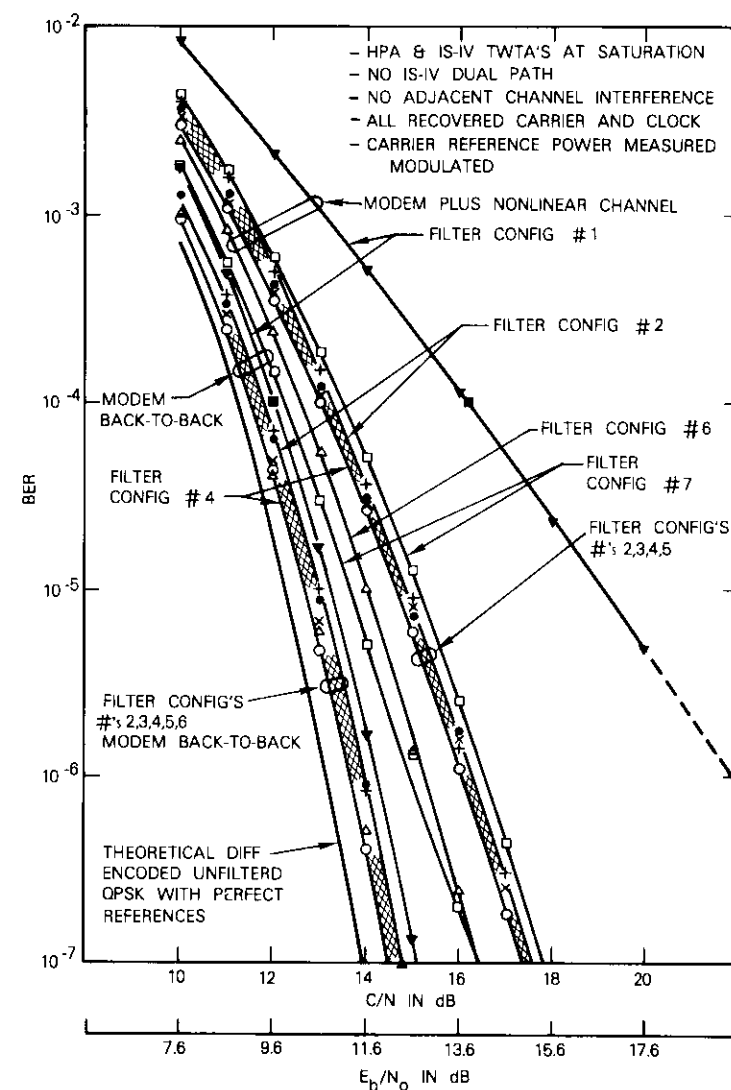 10-2
- HPA & IS-IV TWTA'S AT SATURATION
- NO IS-IV DUAL PATH
- NO ADJACENT CHANNEL INTERFERENCE
- ALL RECOVERED CARRIER AND CLOCK
- CARRIER REFERENCE POWER MEASURED
MODULATED
10-3
MODEM PLUS NONLINEAR CHANNEL
FILTER CONFIG #1
FILTER CONFIG #2
MODEM
BACK-TO-BACK
10-4
FILTER CONFIG #6
FILTER
CONFIG #4
FILTER
CONFIG #7
BER
FILTER CONFIG'S
#'s 2,3,4,5
10-5
FILTER CONFIG'S
#'s 2,3,4,5,6
MODEM BACK-TO-BACK
10-6
THEORETICAL DIFF
ENCODED UNFILTERD
QPSK WITH PERFECT
REFERENCES
10-7
10 12 14 16 18 20
C/N IN dB
7.6 9.6 11.6 13.6 15.6 17.6
Eb/No IN dB